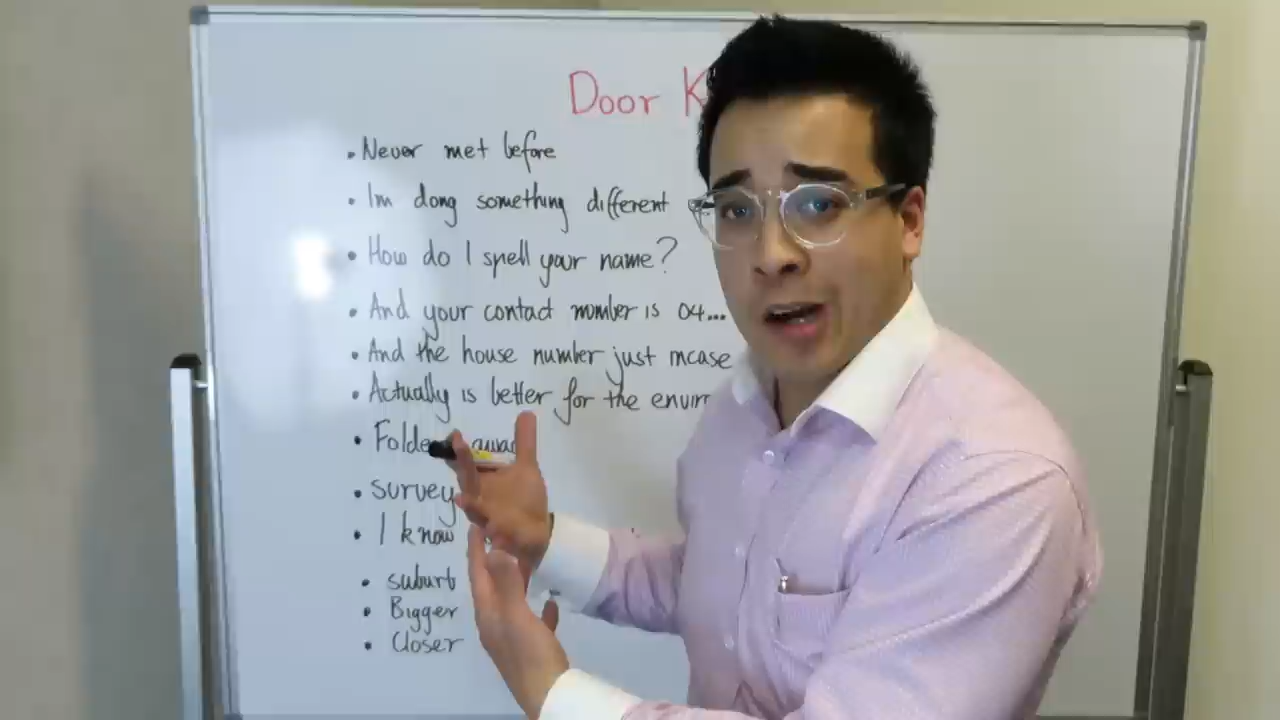 Door K
• Never met before
• Im dong something different
• How do I spell your name?
• And your contact number is 04...
• And the house number just incase
• Actually is better for the envir
• Folde
• survey
• I know
• suburb
• Bigger
• Closer